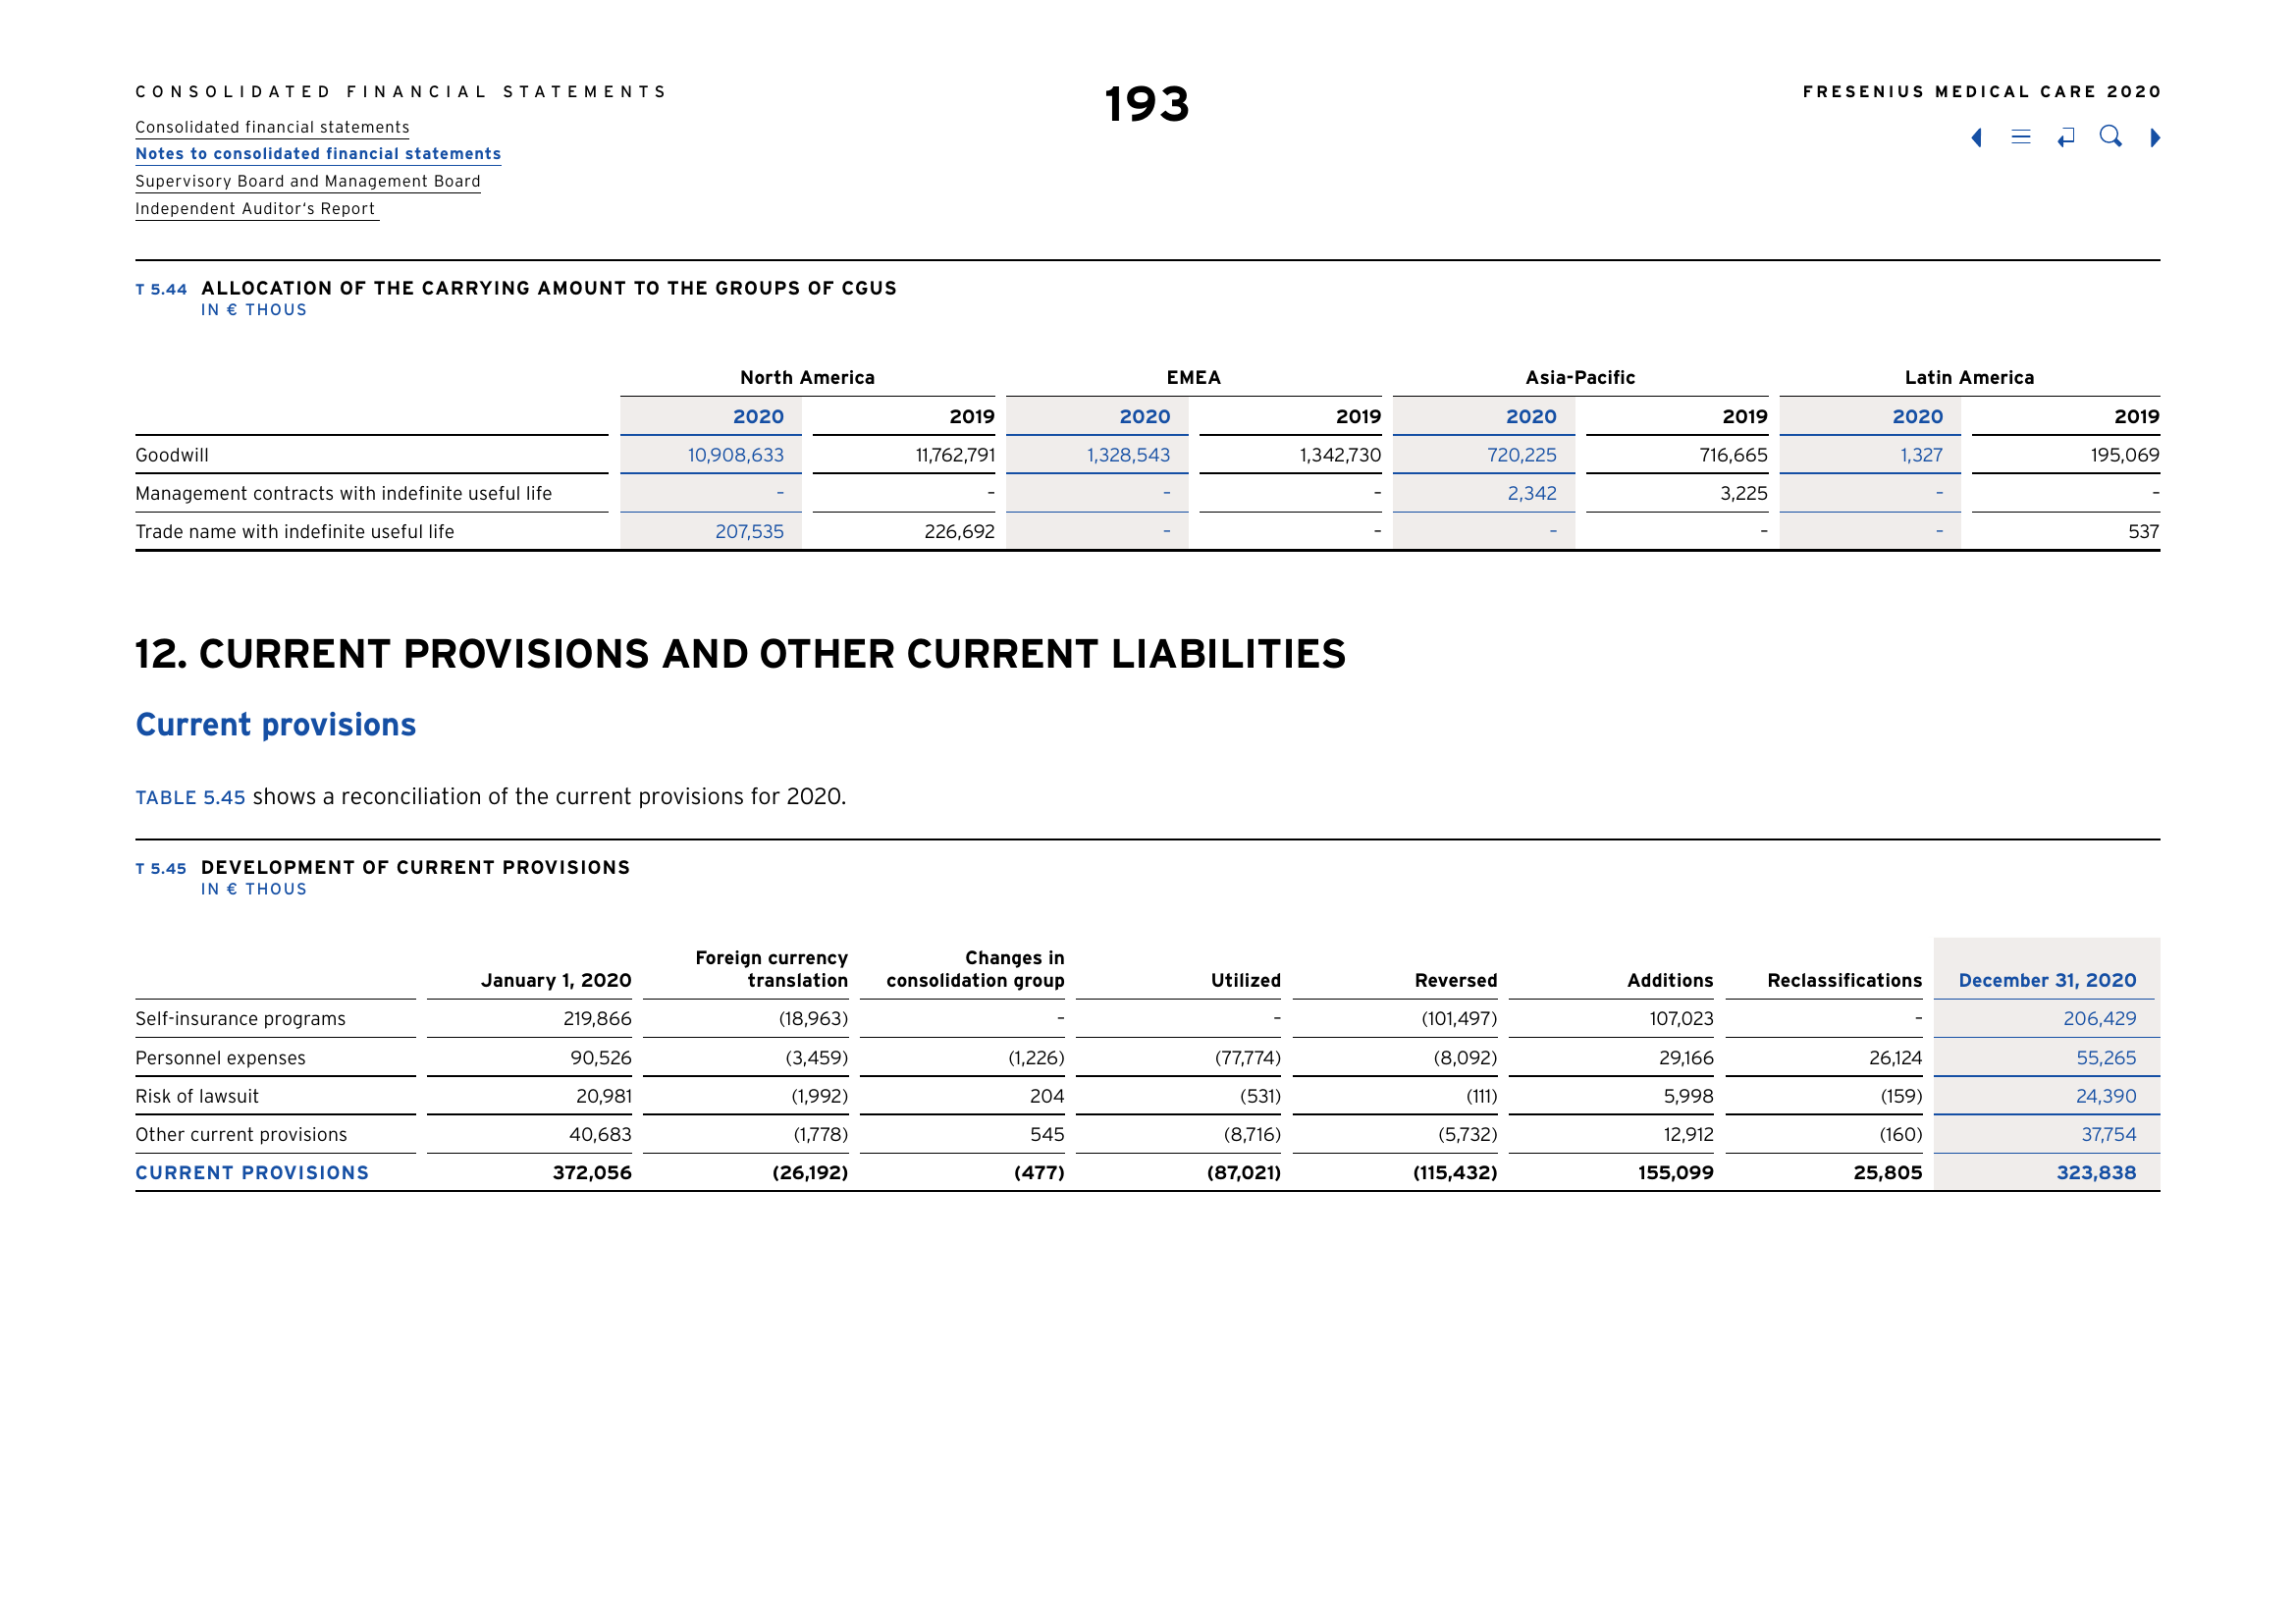 CONSOLIDATED FINANCIAL STATEMENTS
193
FRESENIUS MEDICAL CARE 2020
Consolidated financial statements
Notes to consolidated financial statements
Supervisory Board and Management Board
Independent Auditor‘s Report
T 5.44 ALLOCATION OF THE CARRYING AMOUNT TO THE GROUPS OF CGUS
IN € THOUS
North America EMEA Asia-Pacific Latin America
2020 2019 2020 2019 2020 2019 2020 2019
Goodwill 10,908,633 11,762,791 1,328,543 1,342,730 720,225 716,665 1,327 195,069
Management contracts with indefinite useful life – – – – 2,342 3,225 – –
Trade name with indefinite useful life 207,535 226,692 – – – – – 537
12. CURRENT PROVISIONS AND OTHER CURRENT LIABILITIES
Current provisions
TABLE 5.45 shows a reconciliation of the current provisions for 2020.
T 5.45 DEVELOPMENT OF CURRENT PROVISIONS
IN € THOUS
Foreign currency Changes in
January 1, 2020 translation consolidation group Utilized Reversed Additions Reclassifications December 31, 2020
Self-insurance programs 219,866 (18,963) – – (101,497) 107,023 – 206,429
Personnel expenses 90,526 (3,459) (1,226) (77,774) (8,092) 29,166 26,124 55,265
Risk of lawsuit 20,981 (1,992) 204 (531) (111) 5,998 (159) 24,390
Other current provisions 40,683 (1,778) 545 (8,716) (5,732) 12,912 (160) 37,754
CURRENT PROVISIONS 372,056 (26,192) (477) (87,021) (115,432) 155,099 25,805 323,838